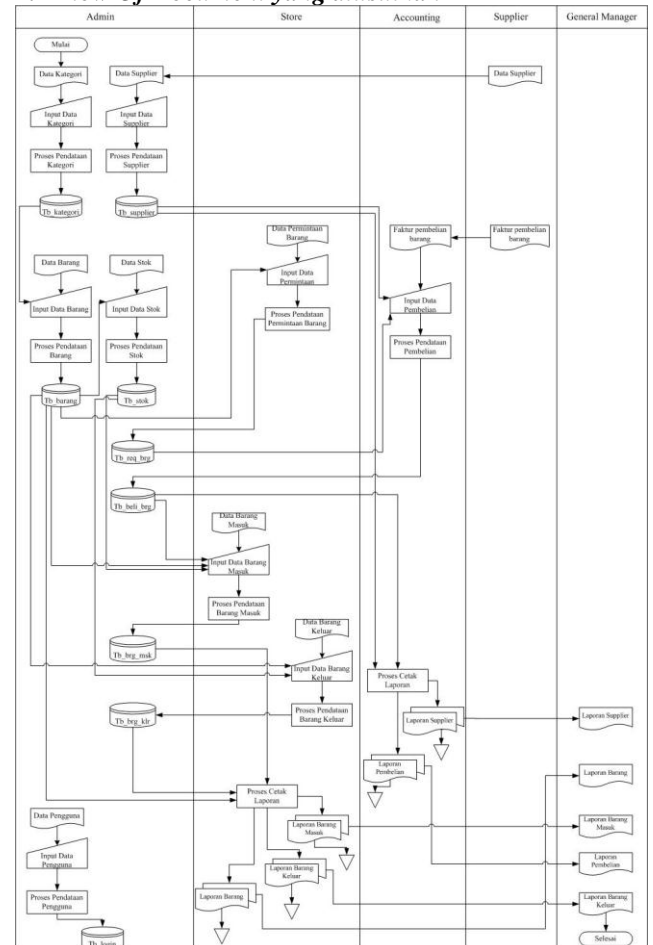 Admin
Store
Accounting
Supplier
General Manager
Mulai
Data Kategori
Data Supplier
Data Supplier
Input Data
Kategori
Input Data
Supplier
Proses Pendataan
Kategori
Proses Pendataan
Supplier
Tb_kategori
Tb_supplier
Data Permintaan
Barang
Faktur pembelian
barang
Faktur pembelian
barang
Data Barang
Data Stok
Input Data
Permintaan
Input Data Barang
Input Data Stok
Input Data
Pembelian
Proses Pendataan
Permintaan Barang
Proses Pendataan
Barang
Proses Pendataan
Stok
Proses Pendataan
Pembelian
Tb_barang
Tb_stok
Tb_req_brg
Tb_beli_brg
Data Barang
Masuk
Input Data Barang
Masuk
Proses Pendataan
Barang Masuk
Data Barang
Keluar
Tb_brg_msk
Input Data Barang
Keluar
Proses Cetak
Laporan
Proses Pendataan
Barang Keluar
Tb_brg_klr
Laporan Supplier
Laporan Supplier
Laporan
Pembelian
Laporan Barang
Proses Cetak
Laporan
Data Pengguna
Laporan Barang
Masuk
Laporan Barang
Masuk
Input Data
Pengguna
Laporan
Pembelian
Laporan Barang
Keluar
Proses Pendataan
Pengguna
Laporan Barang
Laporan Barang
Keluar
Tb_login
Selesai